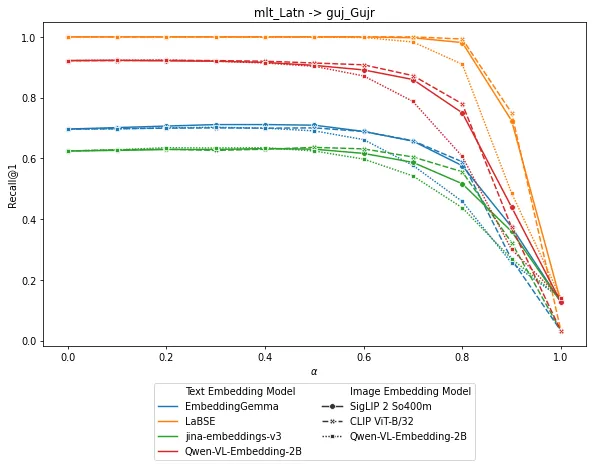 mlt_Latn -> guj_Gujr
1.0
0.8
0.6
0.4
0.2
0.0
Recall@1
0.0 0.2 0.4 0.6 0.8 1.0
α
Text Embedding Model Image Embedding Model
EmbeddingGemma SigLIP 2 So400m
LaBSE CLIP ViT-B/32
jina-embeddings-v3 Qwen-VL-Embedding-2B
Qwen-VL-Embedding-2B